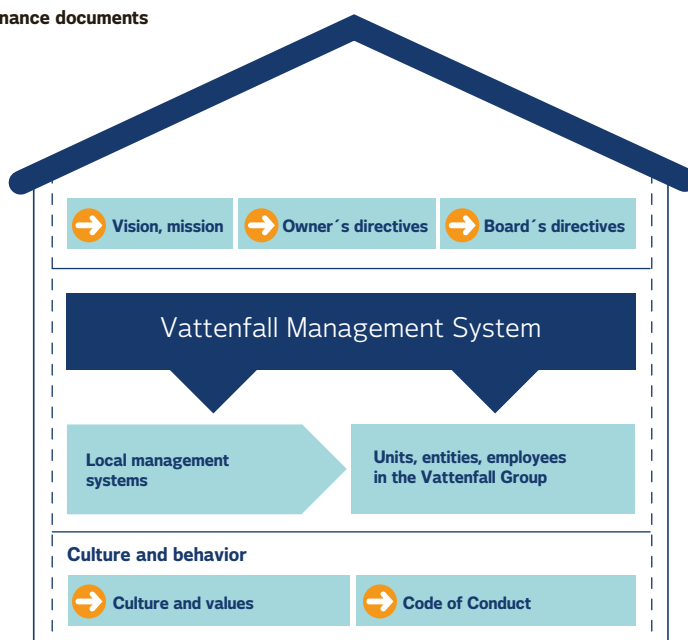 nance documents
Vision, mission
Owner´s directives
Board´s directives
Vattenfall Management System
Local management
systems
Units, entities, employees
in the Vattenfall Group
Culture and behavior
Culture and values
Code of Conduct